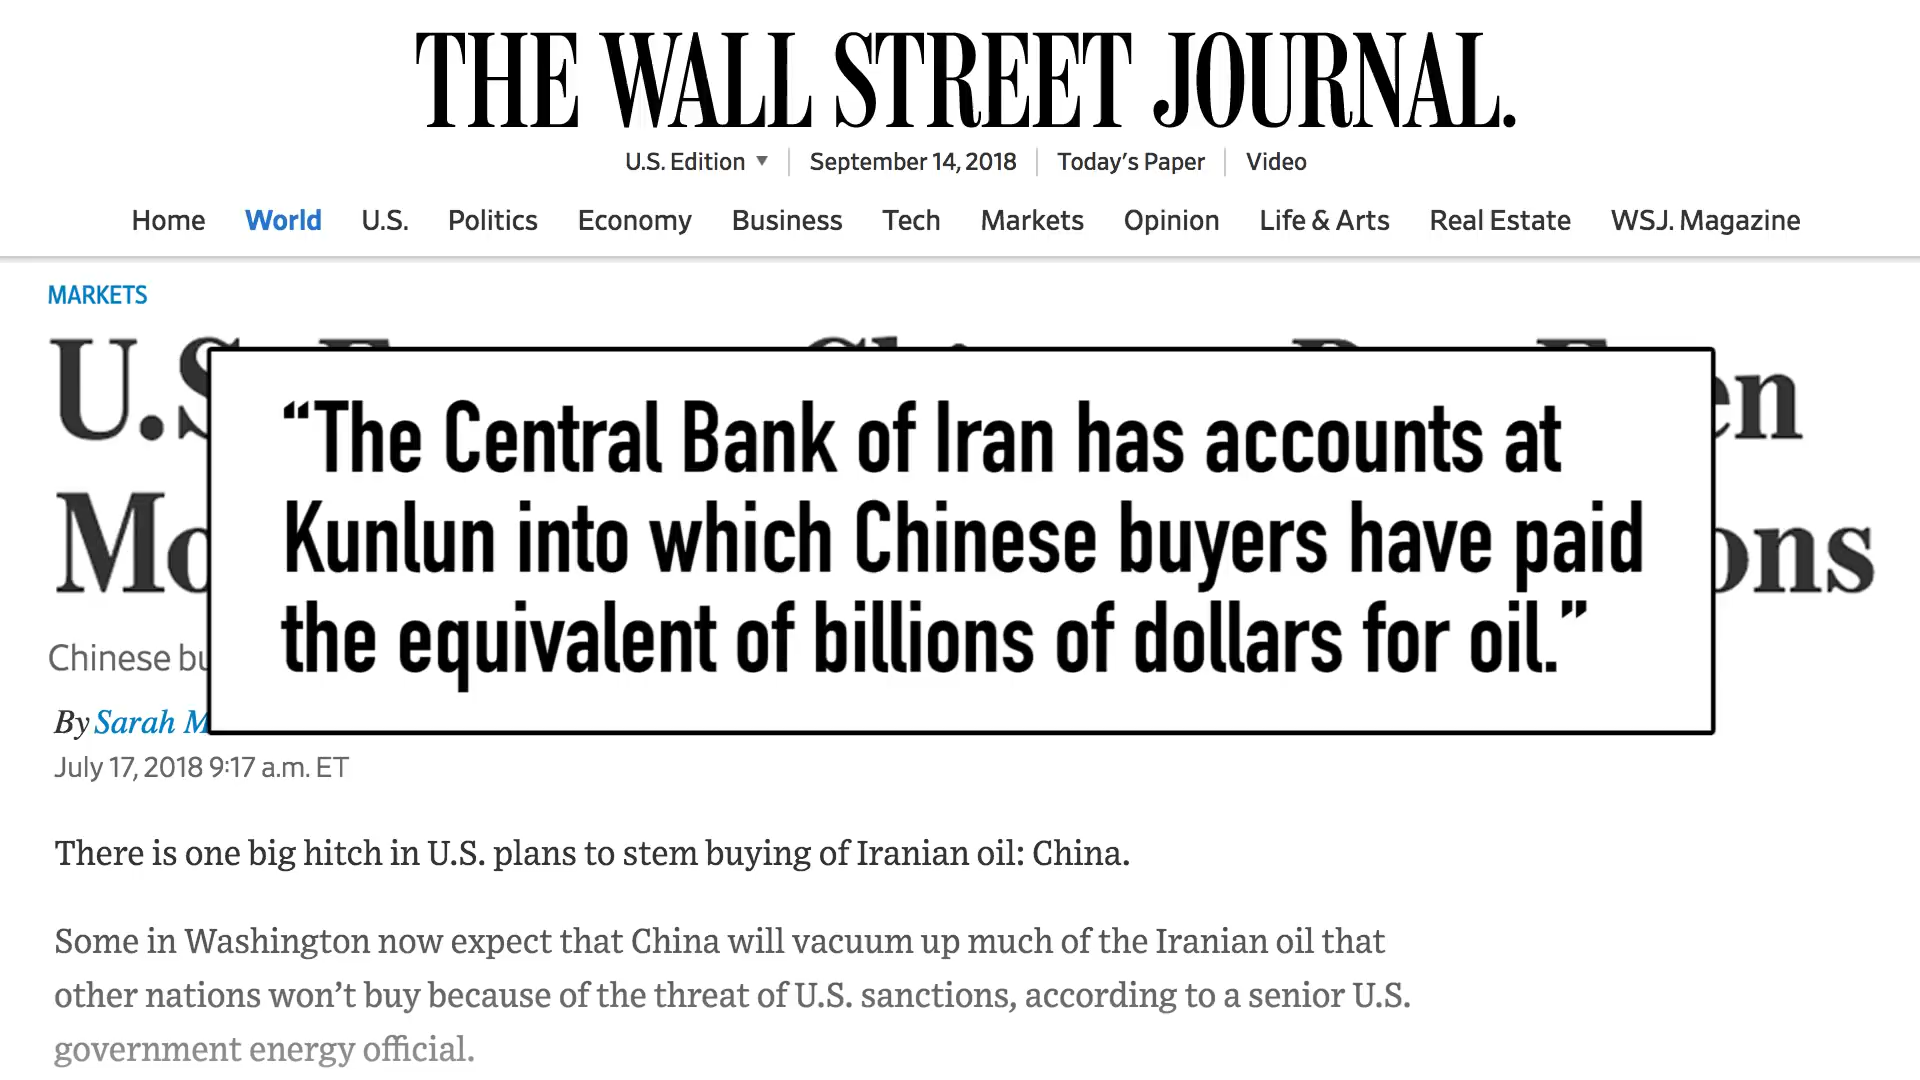 THE WALL STREET JOURNAL.
U.S. Edition September 14, 2018 Today's Paper Video
Home World U.S. Politics Economy Business Tech Markets Opinion Life & Arts Real Estate WSJ. Magazine
MARKETS
“The Central Bank of Iran has accounts at
Kunlun into which Chinese buyers have paid
the equivalent of billions of dollars for oil.”
Chinese
By Sarah
July 17, 2018 9:17 a.m. ET
There is one big hitch in U.S. plans to stem buying of Iranian oil: China.
Some in Washington now expect that China will vacuum up much of the Iranian oil that
other nations won’t buy because of the threat of U.S. sanctions, according to a senior U.S.
government energy official.